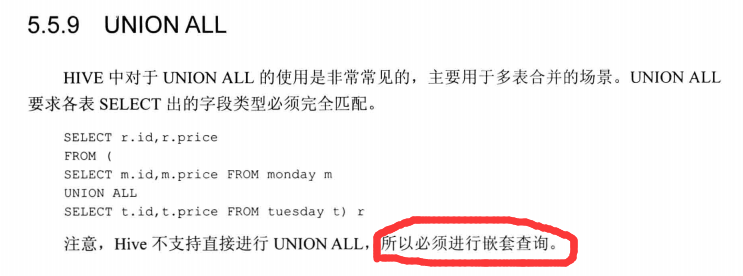 5.5.9 UNION ALL
HIVE 中对于 UNION ALL 的使用是非常常见的，主要用于多表合并的场景。UNION ALL
要求各表 SELECT 出的字段类型必须完全匹配。
SELECT r.id,r.price
FROM (
SELECT m.id,m.price FROM monday m
UNION ALL
SELECT t.id,t.price FROM tuesday t) r
注意，Hive 不支持直接进行 UNION ALL，所以必须进行嵌套查询。